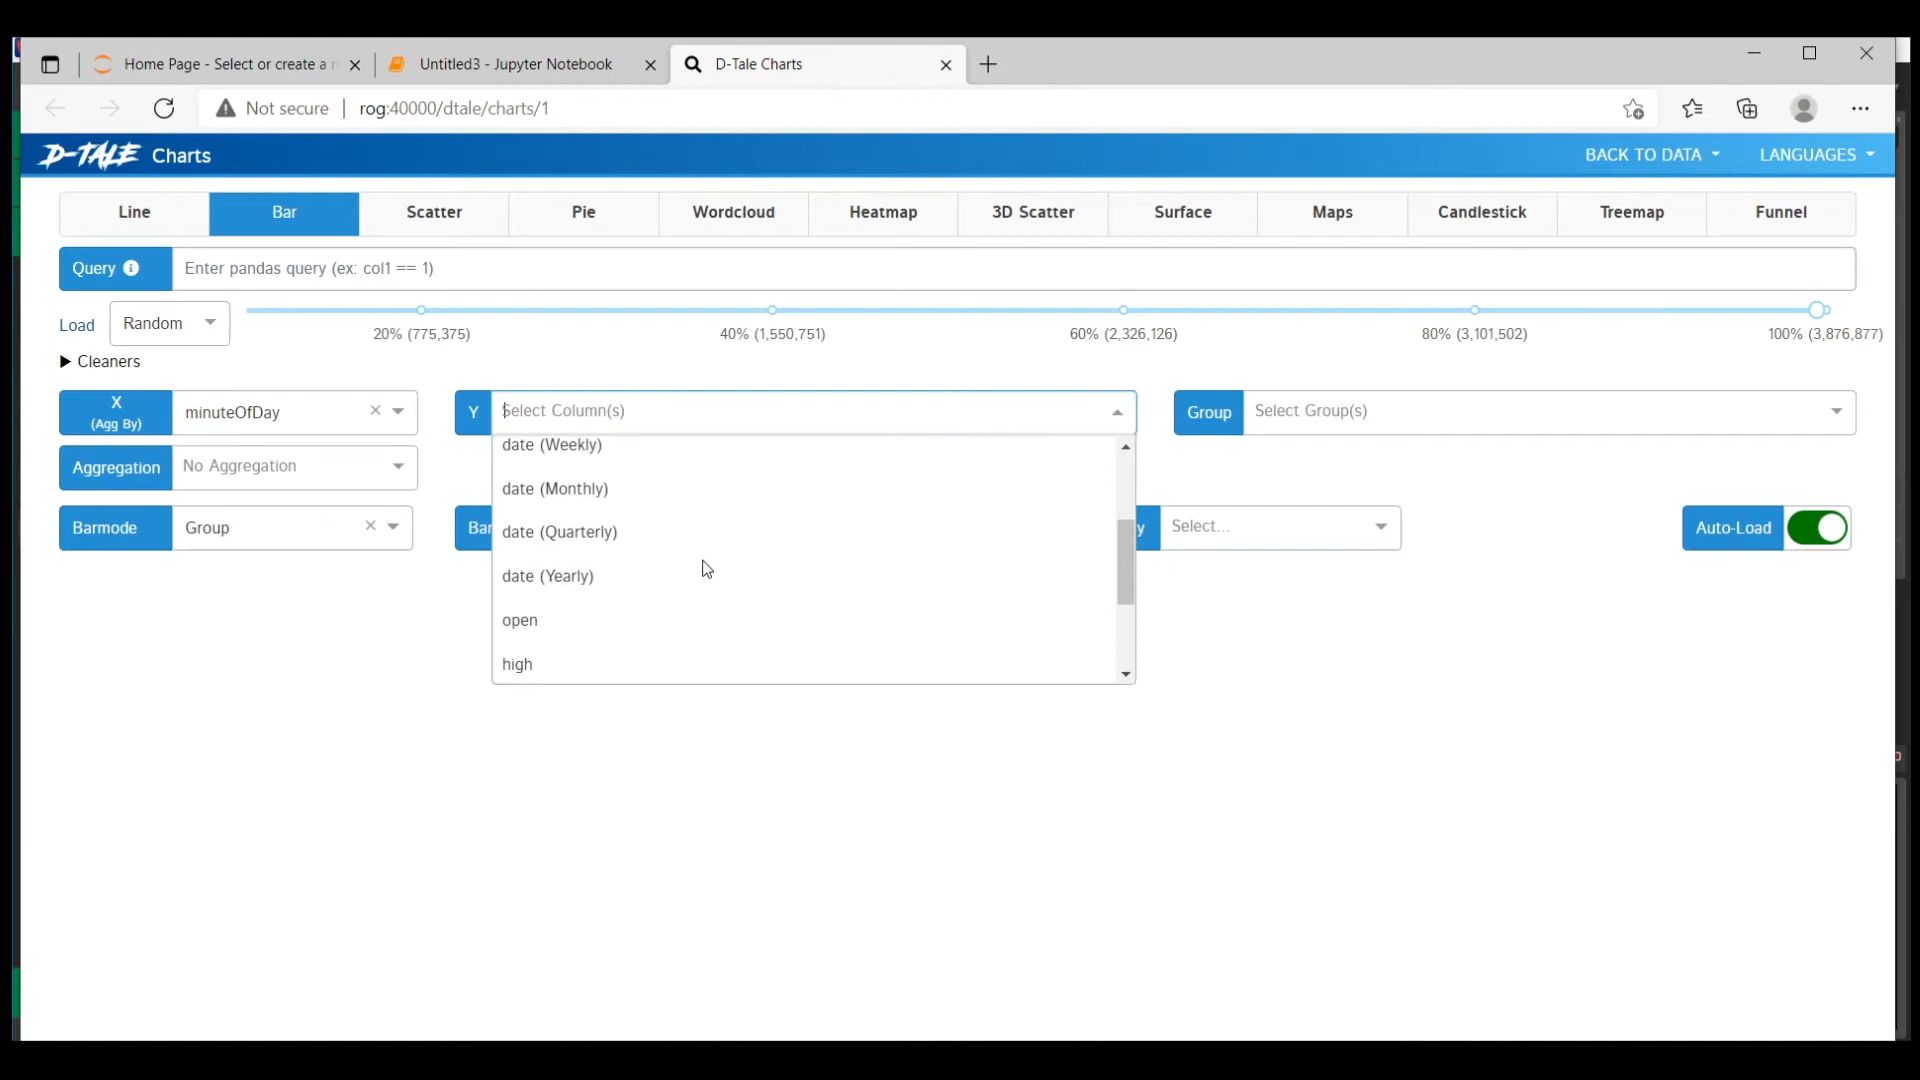 Home Page - Select or create a n
Untitled3 - Jupyter Notebook
D-Tale Charts
Not secure
rog:40000/dtale/charts/1
D-TALE Charts
BACK TO DATA
LANGUAGES
Line
Bar
Scatter
Pie
Wordcloud
Heatmap
3D Scatter
Surface
Maps
Candlestick
Treemap
Funnel
Query
Enter pandas query (ex: col1 == 1)
Load
Random
20% (775,375)
40% (1,550,751)
60% (2,326,126)
80% (3,101,502)
100% (3,876,877)
Cleaners
X
(Agg By)
minuteOfDay
Y
Select Column(s)
Group
Select Group(s)
date (Weekly)
date (Monthly)
date (Quarterly)
date (Yearly)
open
high
Aggregation
No Aggregation
Barmode
Group
Bar
y
Select...
Auto-Load